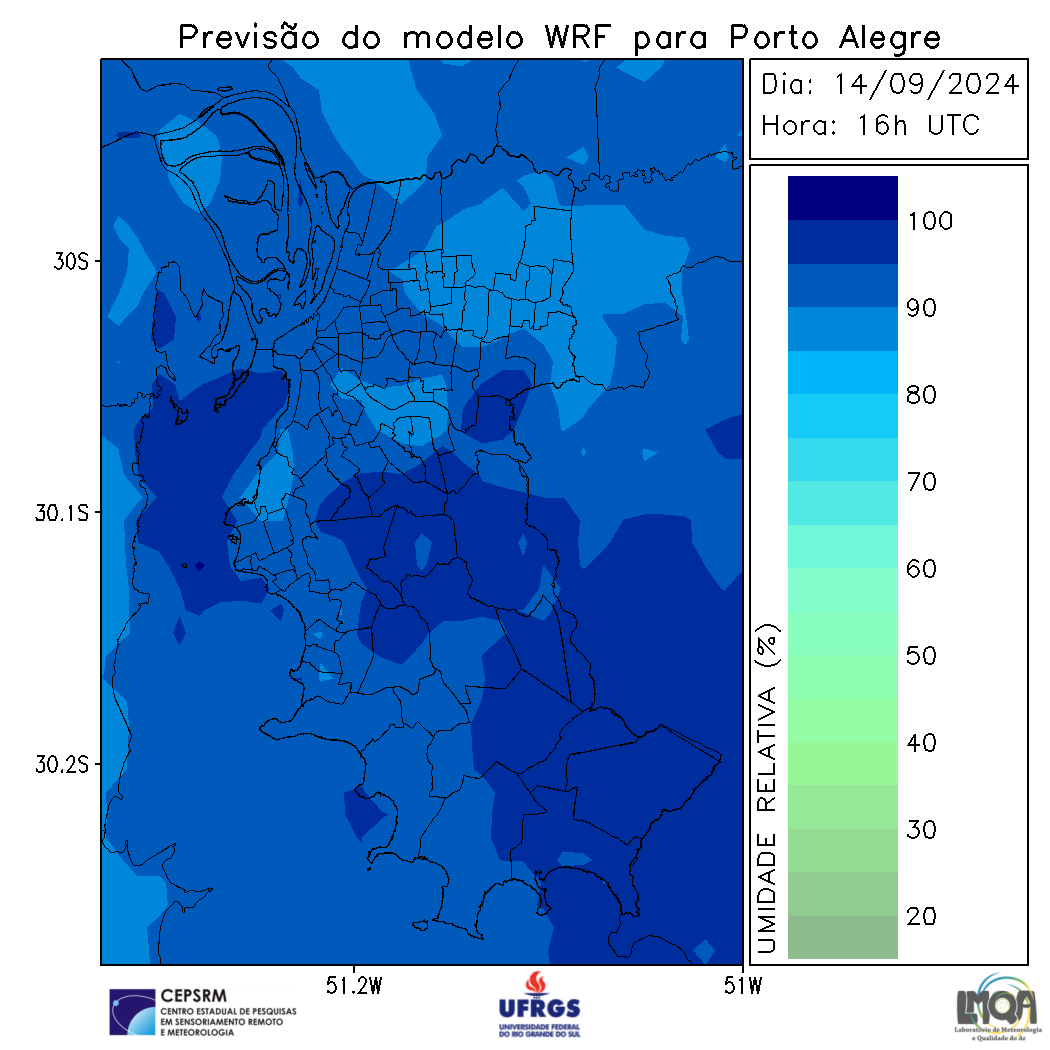 Previsão do modelo WRF para Porto Alegre
Dia: 14/09/2024
Hora: 16h UTC
30S
30.1S
30.2S
51.2W
51W
100
90
80
70
60
50
40
30
20
UMIDADE RELATIVA (%)
CEPSRM
CENTRO ESTADUAL DE PESQUISAS
EM SENSORIAMENTO REMOTO
E METEOROLOGIA
UFRGS
UNIVERSIDADE FEDERAL
DO RIO GRANDE DO SUL
LMQA
Laboratório de Meteorologia
e Qualidade do Ar